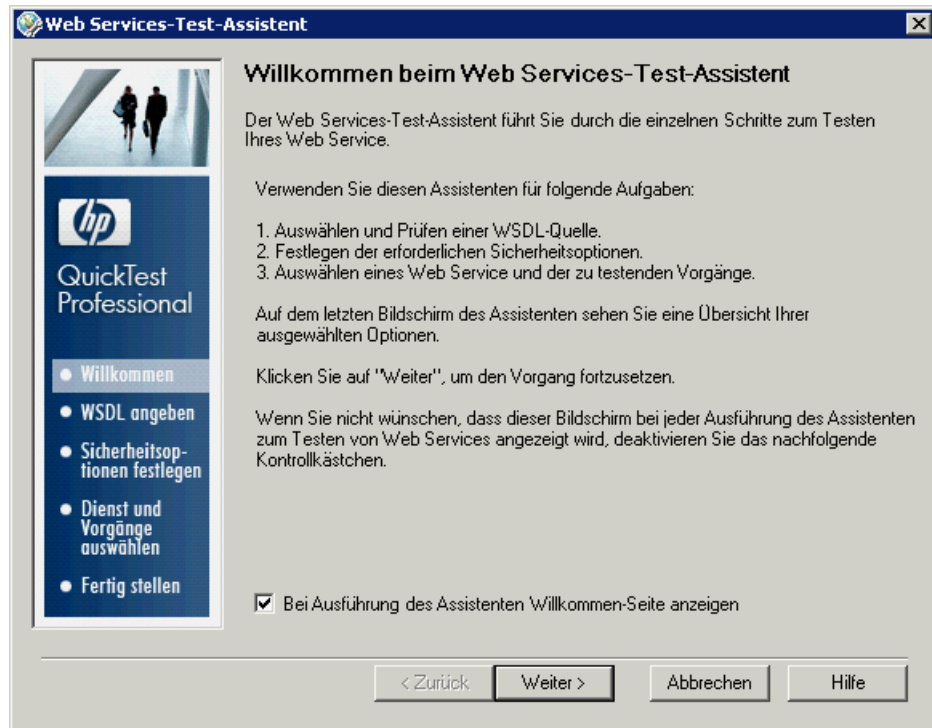 Web Services-Test-Assistent
hp
QuickTest
Professional
Willkommen
WSDL angeben
Sicherheitsop-
tionen festlegen
Dienst und
Vorgänge
auswählen
Fertig stellen
Willkommen beim Web Services-Test-Assistent
Der Web Services-Test-Assistent führt Sie durch die einzelnen Schritte zum Testen
Ihres Web Service.
Verwenden Sie diesen Assistenten für folgende Aufgaben:
1. Auswählen und Prüfen einer WSDL-Quelle.
2. Festlegen der erforderlichen Sicherheitsoptionen.
3. Auswählen eines Web Service und der zu testenden Vorgänge.
Auf dem letzten Bildschirm des Assistenten sehen Sie eine Übersicht Ihrer
ausgewählten Optionen.
Klicken Sie auf "Weiter", um den Vorgang fortzusetzen.
Wenn Sie nicht wünschen, dass dieser Bildschirm bei jeder Ausführung des Assistenten
zum Testen von Web Services angezeigt wird, deaktivieren Sie das nachfolgende
Kontrollkästchen.
Bei Ausführung des Assistenten Willkommen-Seite anzeigen
< Zurück
Weiter >
Abbrechen
Hilfe